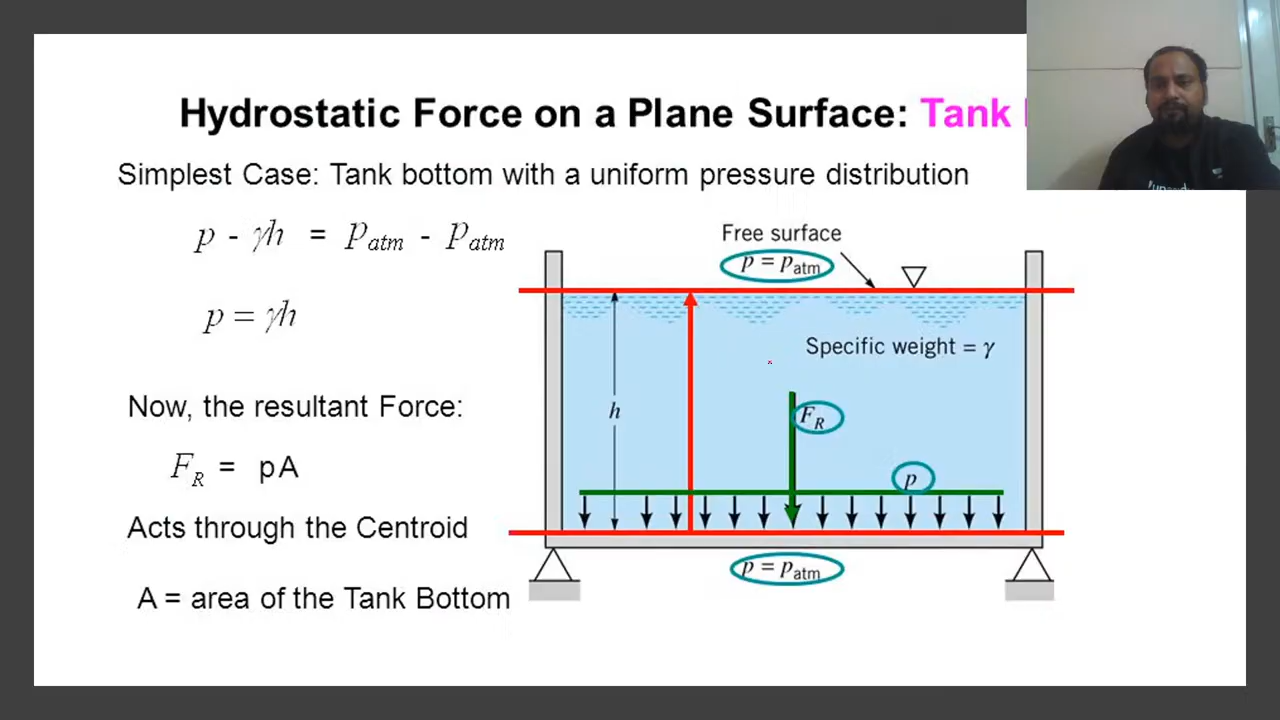 Hydrostatic Force on a Plane Surface: Tank
Simplest Case: Tank bottom with a uniform pressure distribution
p - γh = Patm - Patm
p = γh
Now, the resultant Force:
FR = pA
Acts through the Centroid
A = area of the Tank Bottom
Free surface
p = patm
Specific weight = γ
h
FR
p
p = patm